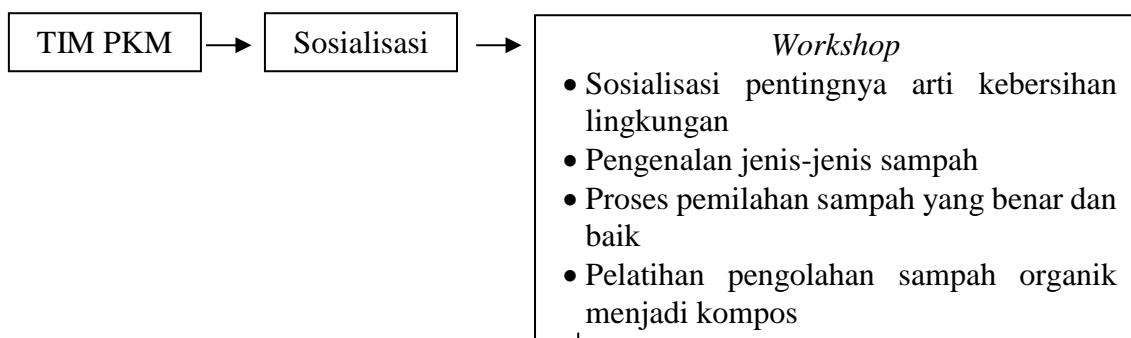 TIM PKM
Sosialisasi
Workshop
• Sosialisasi pentingnya arti kebersihan
lingkungan
• Pengenalan jenis-jenis sampah
• Proses pemilahan sampah yang benar dan
baik
• Pelatihan pengolahan sampah organik
menjadi kompos